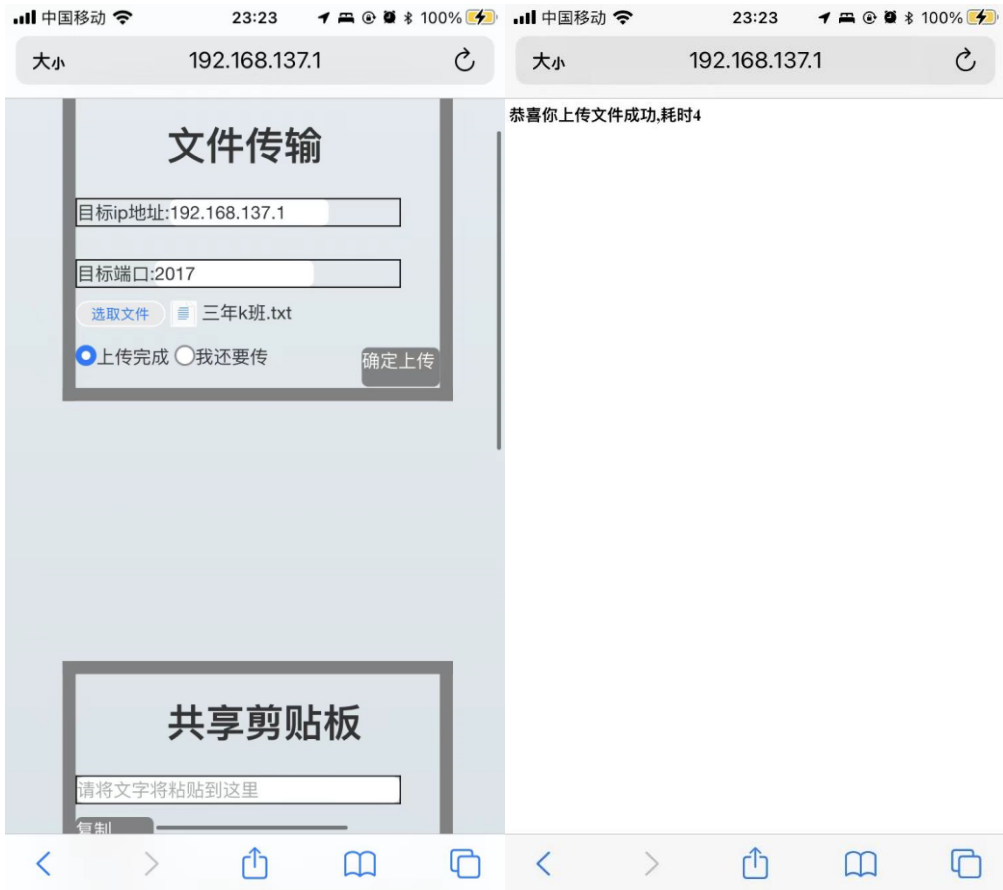 中国移动 23:23 100%
大小 192.168.137.1
文件传输
目标ip地址:192.168.137.1
目标端口:2017
选取文件 三年k班.txt
上传完成 我还要传 确定上传
共享剪贴板
请将文字将粘贴到这里
复制
中国移动 23:23 100%
大小 192.168.137.1
恭喜你上传文件成功,耗时4